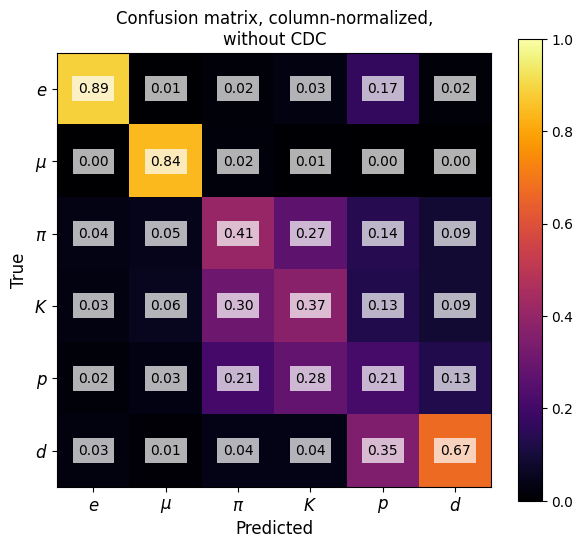 Confusion matrix, column-normalized,
without CDC
1.0
e 0.89 0.01 0.02 0.03 0.17 0.02
μ 0.00 0.84 0.02 0.01 0.00 0.00
0.8
π 0.04 0.05 0.41 0.27 0.14 0.09
0.6
True
K 0.03 0.06 0.30 0.37 0.13 0.09
0.4
p 0.02 0.03 0.21 0.28 0.21 0.13
0.2
d 0.03 0.01 0.04 0.04 0.35 0.67
0.0
e μ π K p d
Predicted